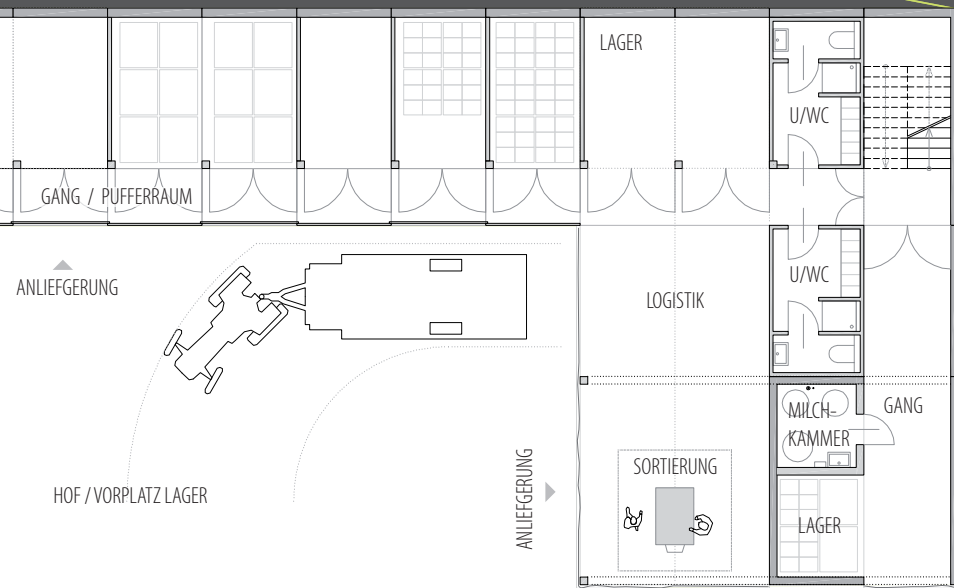 LAGER
U/WC
GANG / PUFFERRAUM
ANLIEFGERUNG
U/WC
LOGISTIK
MILCH-
KAMMER
GANG
SORTIERUNG
HOF / VORPLATZ LAGER
ANLIEFGERUNG
LAGER